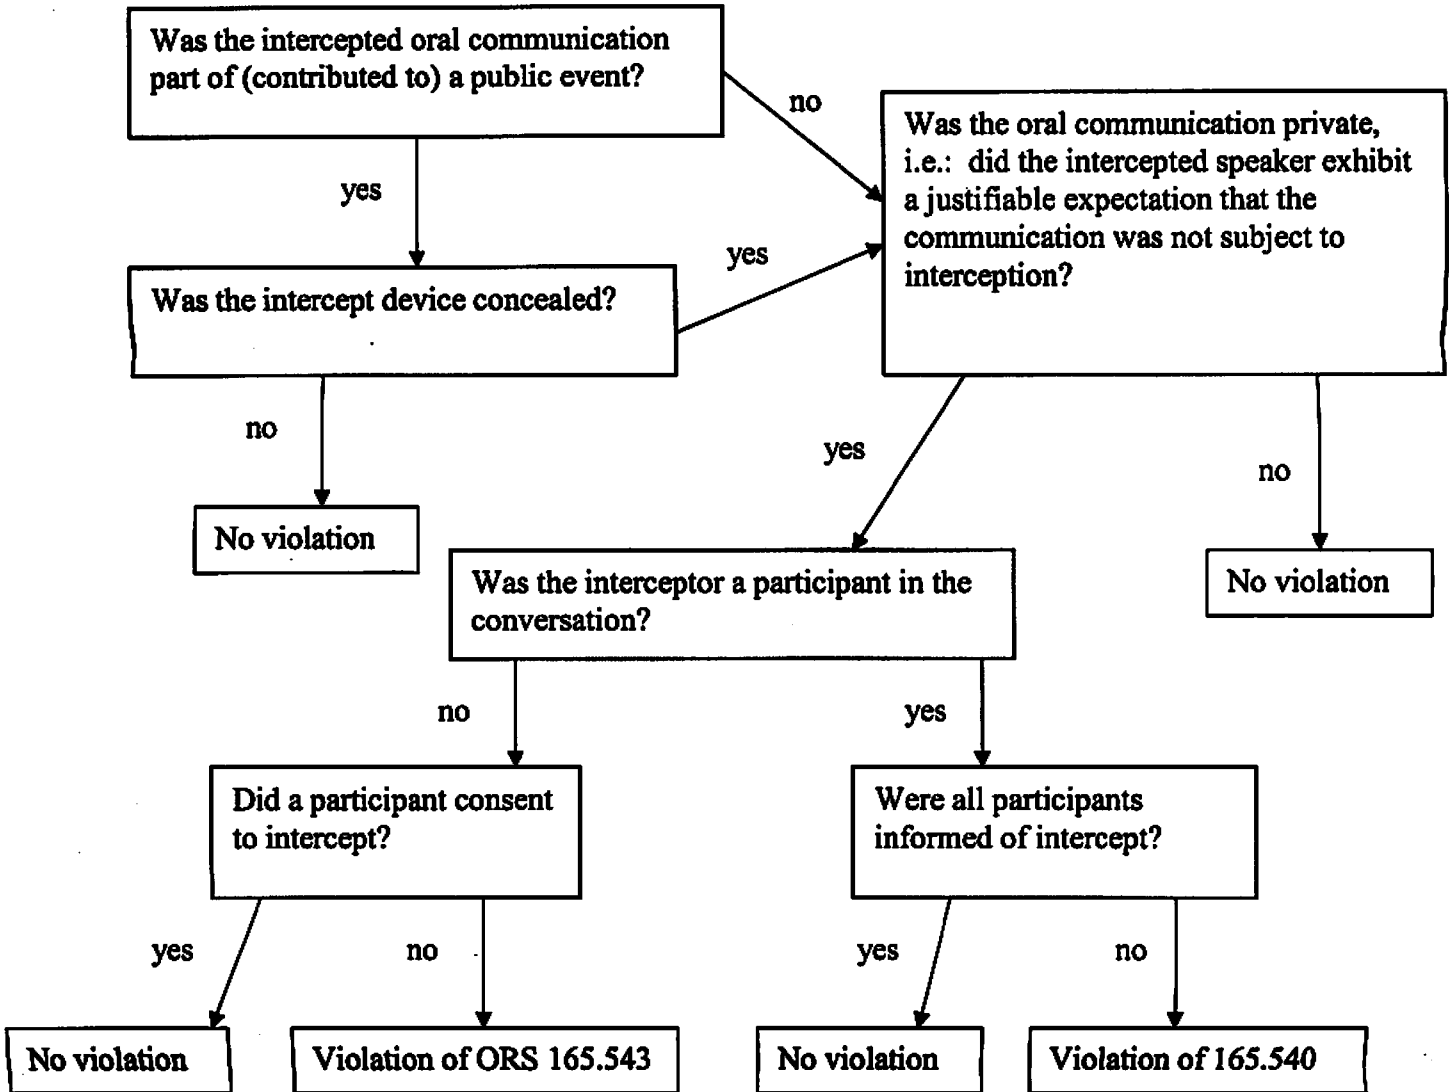 Was the intercepted oral communication
part of (contributed to) a public event?
no
Was the oral communication private,
i.e.: did the intercepted speaker exhibit
a justifiable expectation that the
communication was not subject to
interception?
yes
yes
Was the intercept device concealed?
no
yes
no
No violation
Was the interceptor a participant in the
conversation?
No violation
no
yes
Did a participant consent
to intercept?
Were all participants
informed of intercept?
yes
no
yes
no
No violation
Violation of ORS 165.543
No violation
Violation of 165.540